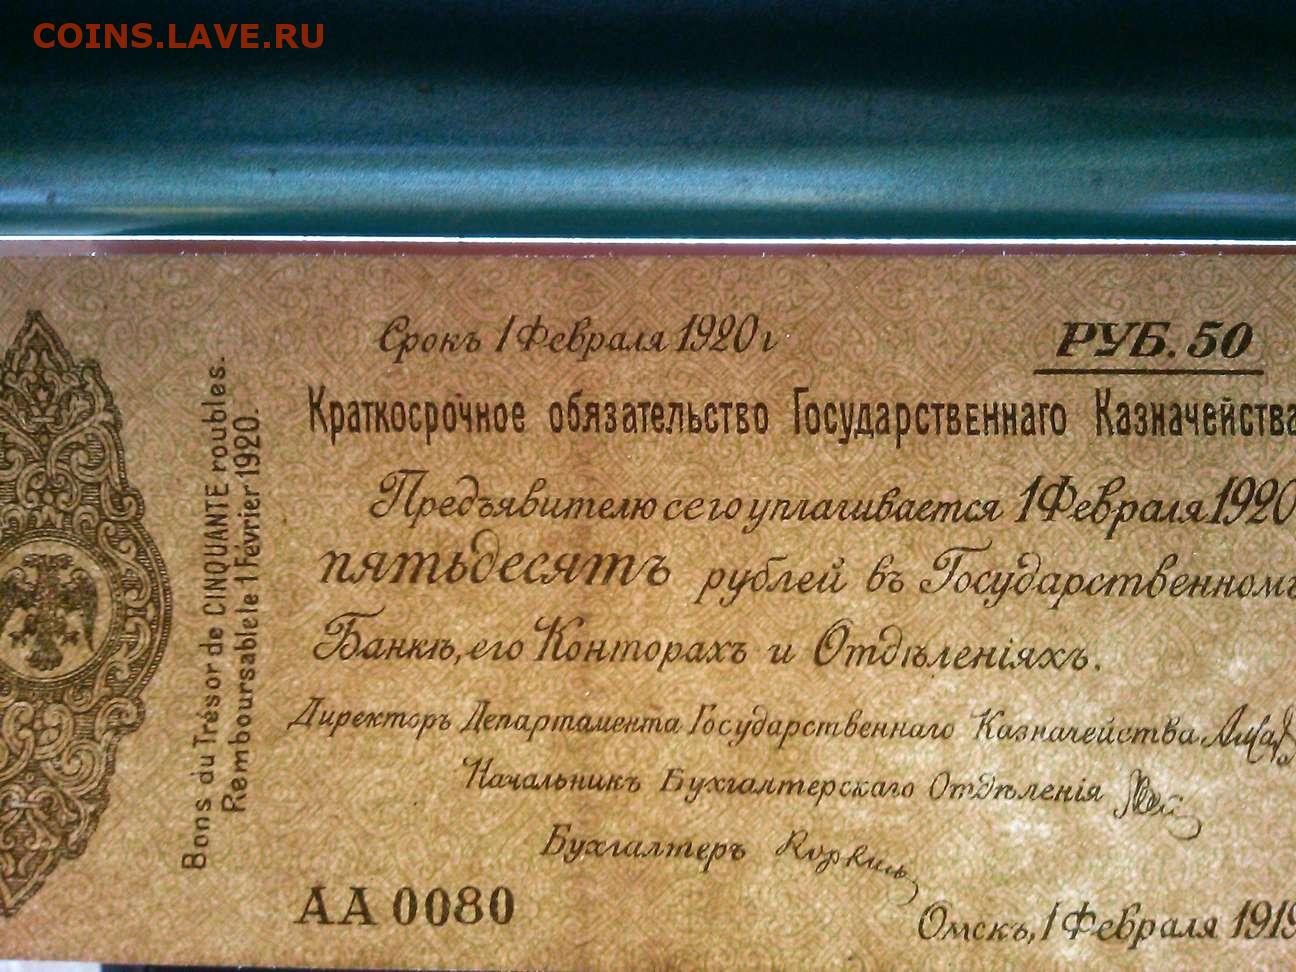 COINS.LAVE.RU
Срокъ 1 Февраля 1920 г
РУБ. 50
Краткосрочное обязательство Государственнаго Казначейства
Предъявителю сего уплачивается 1 Февраля 1920
пятьдесятъ рублей въ Государственномъ
Банкѣ, его Конторахъ и Отдѣленіяхъ.
Директоръ Департамента Государственнаго Казначейства
Начальникъ Бухгалтерскаго Отдѣленія
Бухгалтеръ
АА 0080
Омскъ, 1 Февраля 1919
Bons du Trésor de CINQUANTE roubles.
Remboursable le 1 Février 1920.